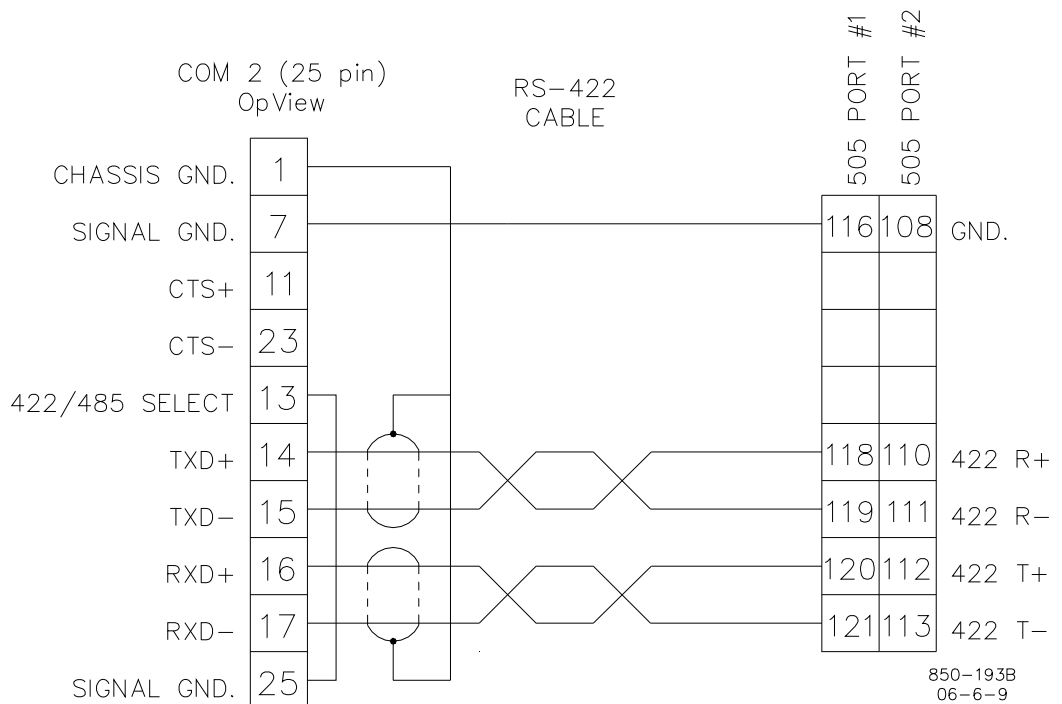 COM 2 (25 pin)
OpView
RS-422
CABLE
505 PORT #1
505 PORT #2
CHASSIS GND. 1
SIGNAL GND. 7 116 108 GND.
CTS+ 11
CTS- 23
422/485 SELECT 13
TXD+ 14 118 110 422 R+
TXD- 15 119 111 422 R-
RXD+ 16 120 112 422 T+
RXD- 17 121 113 422 T-
SIGNAL GND. 25
850-193B
06-6-9